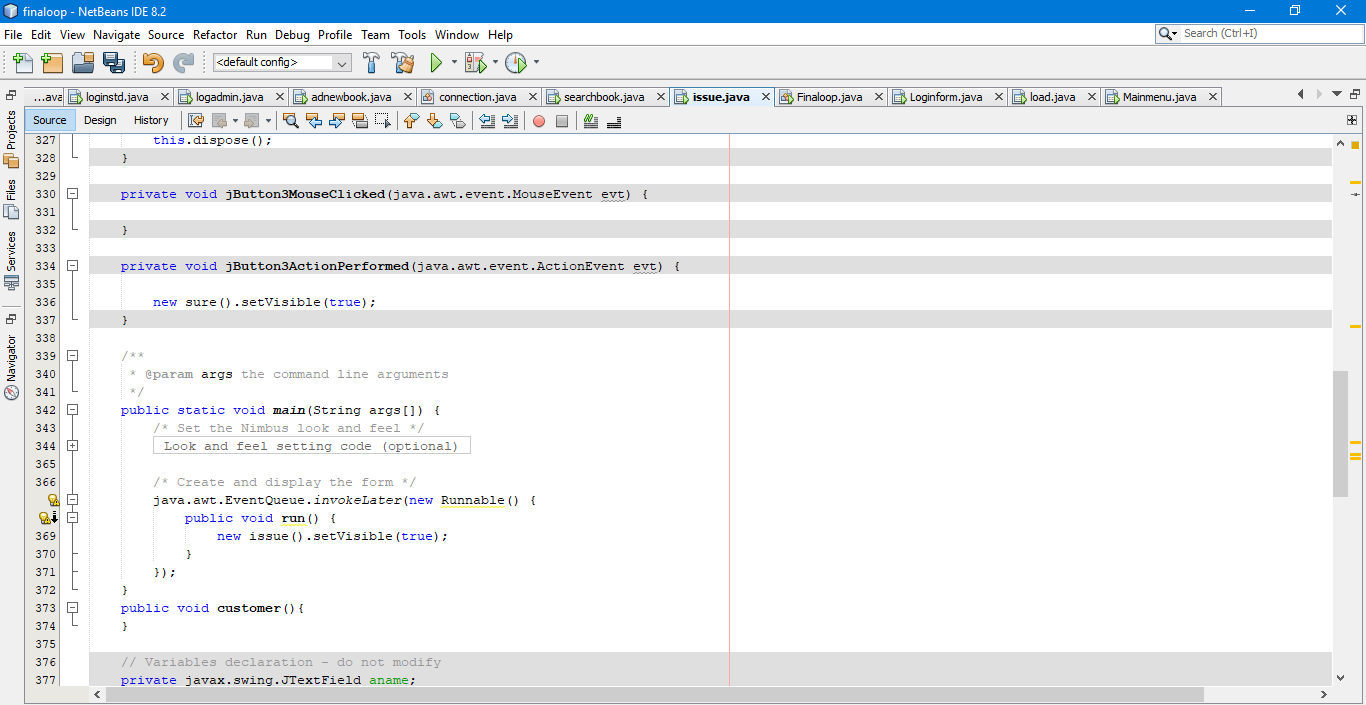 finaloop - NetBeans IDE 8.2
File Edit View Navigate Source Refactor Run Debug Profile Team Tools Window Help
Search (Ctrl+I)
<default config>
...ava loginstd.java logadmin.java adnewbook.java connection.java searchbook.java issue.java Finaloop.java Loginform.java load.java Mainmenu.java
Source Design History
Projects
Files
Services
Navigator
327 this.dispose();
328 }
329
330 private void jButton3MouseClicked(java.awt.event.MouseEvent evt) {
331
332 }
333
334 private void jButton3ActionPerformed(java.awt.event.ActionEvent evt) {
335
336 new sure().setVisible(true);
337 }
338
339 /**
340 * @param args the command line arguments
341 */
342 public static void main(String args[]) {
343 /* Set the Nimbus look and feel */
344 Look and feel setting code (optional)
365
366 /* Create and display the form */
java.awt.EventQueue.invokeLater(new Runnable() {
public void run() {
369 new issue().setVisible(true);
370 }
371 });
372 }
373 public void customer(){
374 }
375
376 // Variables declaration - do not modify
377 private javax.swing.JTextField aname;